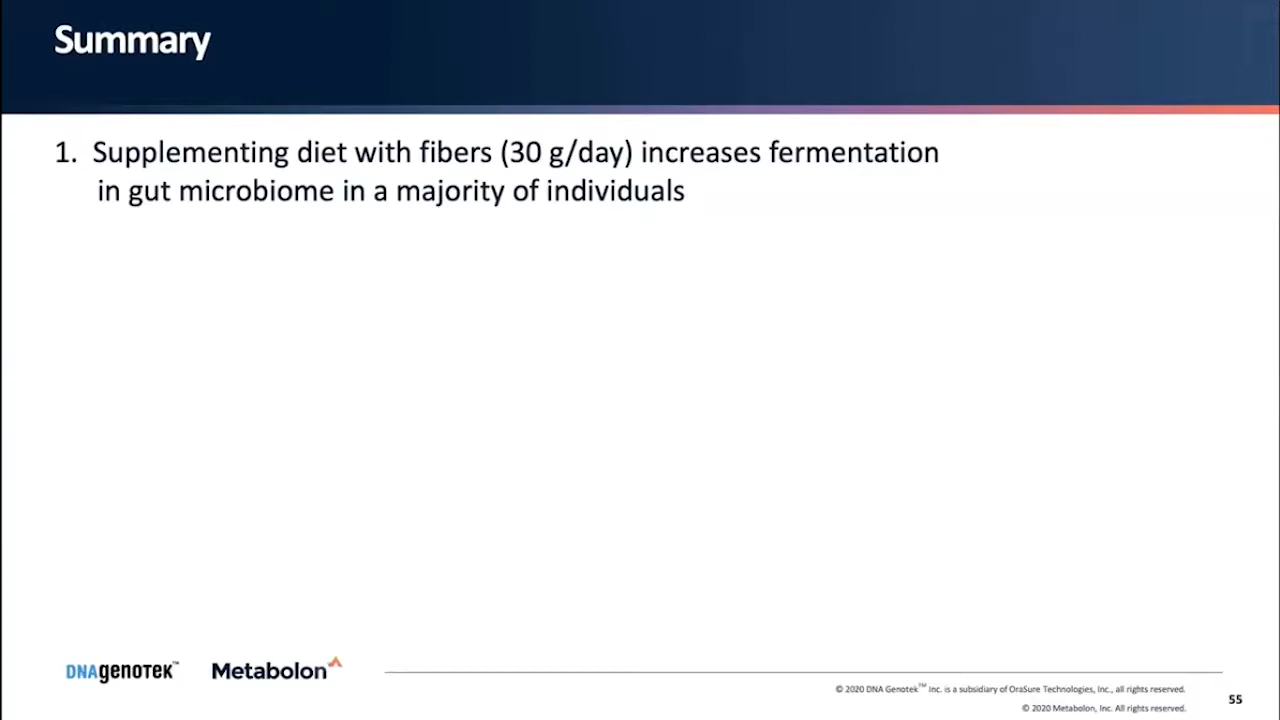 Summary
1. Supplementing diet with fibers (30 g/day) increases fermentation
in gut microbiome in a majority of individuals
DNAGENOTEK™ Metabolon
© 2020 DNA Genotek™ Inc. is a subsidiary of OraSure Technologies, Inc., all rights reserved.
© 2020 Metabolon, Inc. All rights reserved.
55